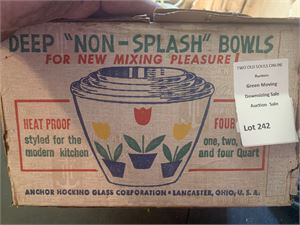 DEEP "NON-SPLASH" BOWLS
FOR NEW MIXING PLEASURE!
TWO OLD SOULS ONLINE
Auction
Green Moving
Downsizing Sale
Auction Sale
Lot 242
HEAT PROOF
styled for the
modern kitchen
FOUR
one, two,
and four Quart
ANCHOR HOCKING GLASS CORPORATION • LANCASTER, OHIO, U. S. A.